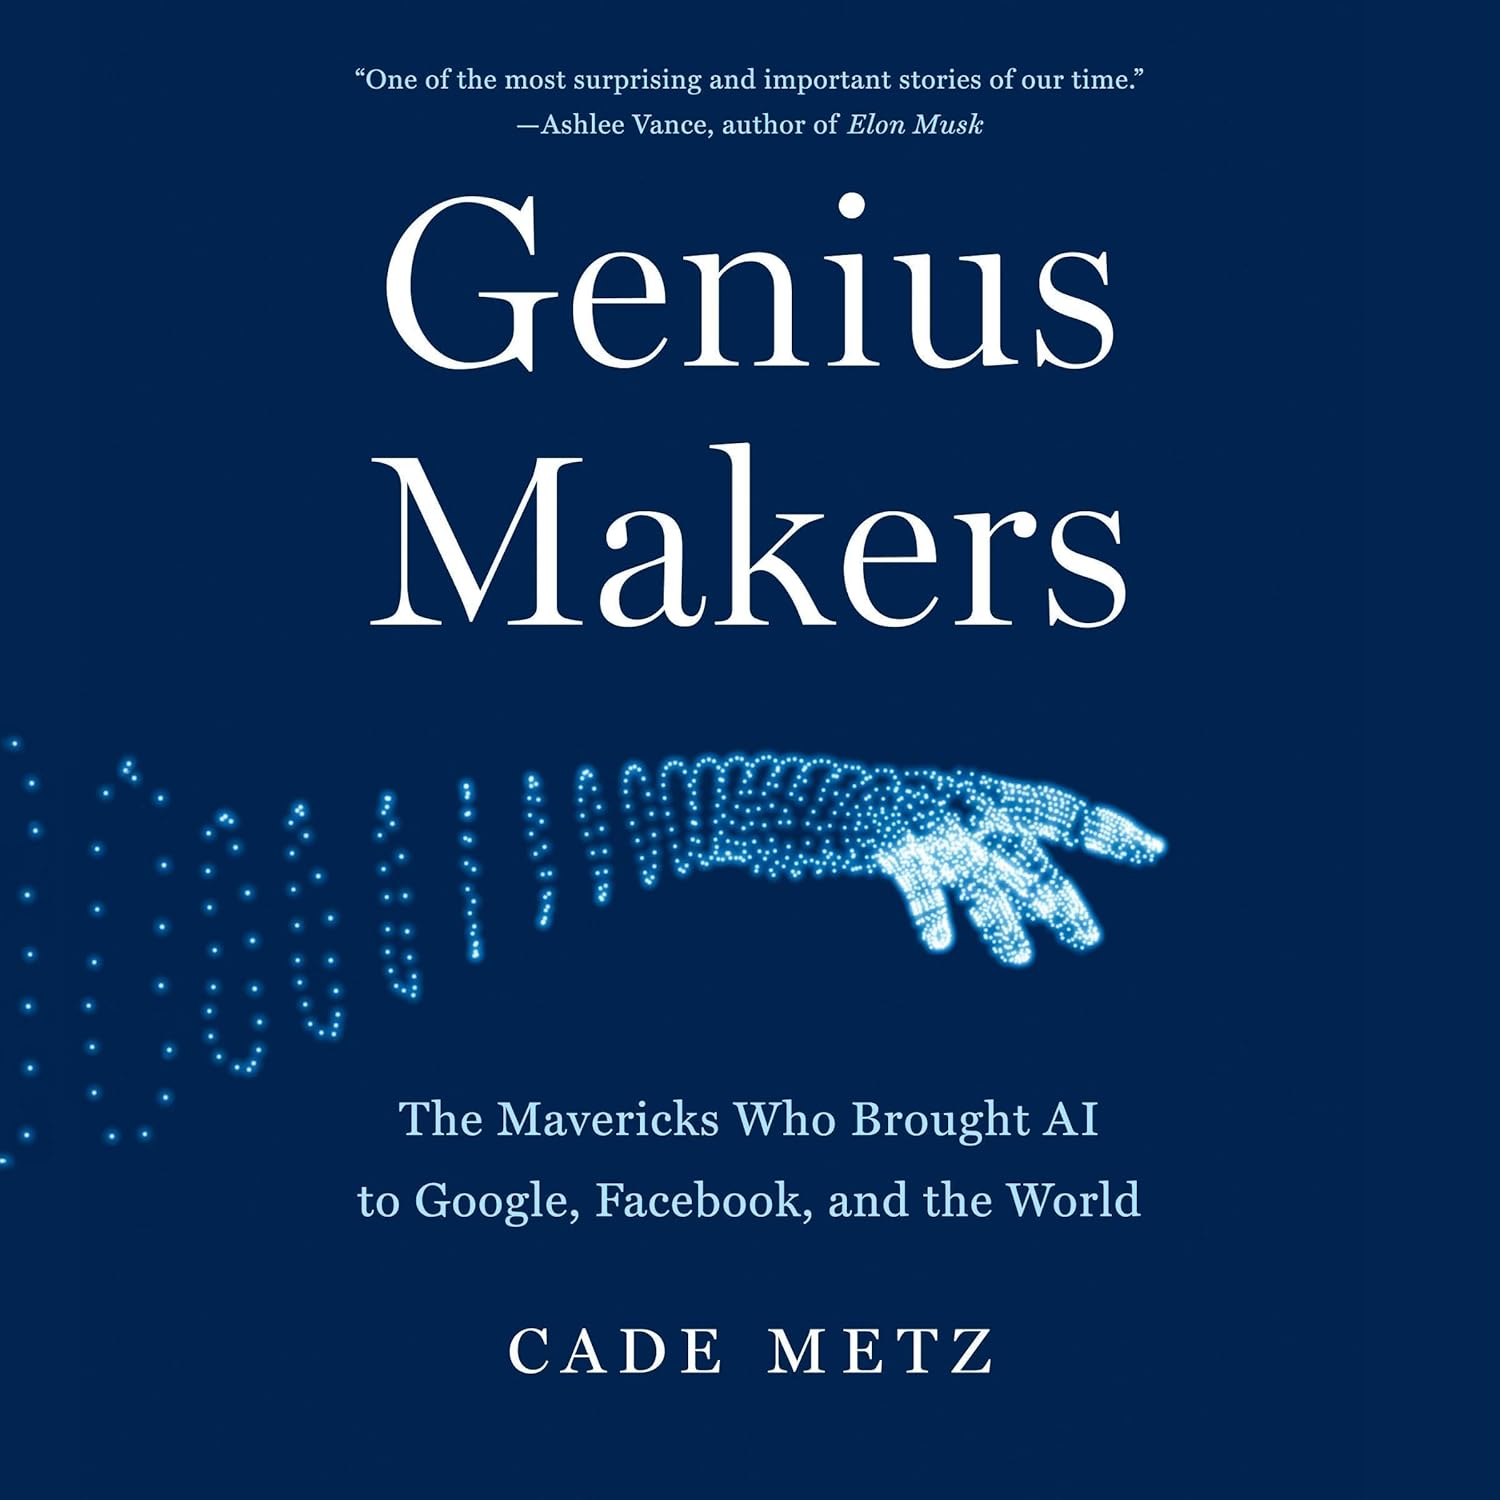 “One of the most surprising and important stories of our time.”
—Ashlee Vance, author of Elon Musk
Genius
Makers
The Mavericks Who Brought AI
to Google, Facebook, and the World
CADE METZ